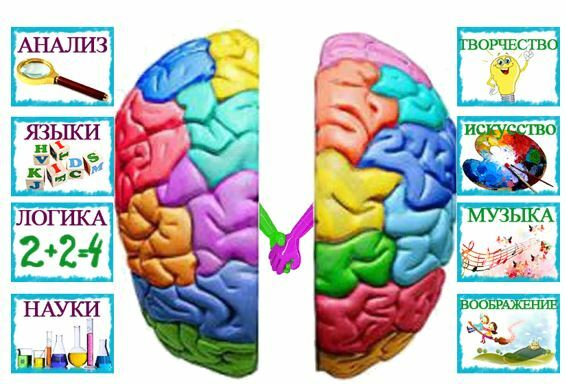 АНАЛИЗ
ЯЗЫКИ
H I
V L
K I D S
J E C M
ЛОГИКА
2+2=4
НАУКИ
ТВОРЧЕСТВО
ИСКУССТВО
МУЗЫКА
ВООБРАЖЕНИЕ